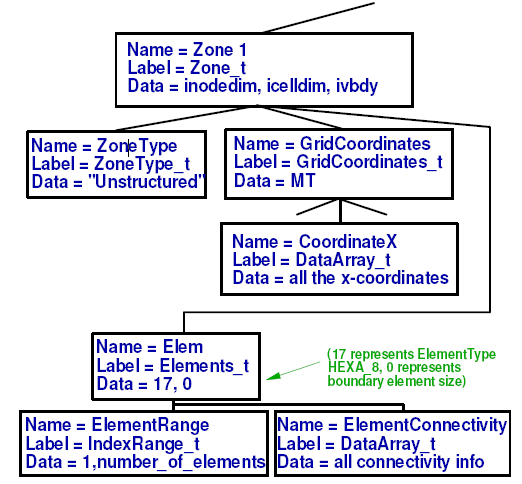 Name = Zone 1
Label = Zone_t
Data = inodedim, icelldim, ivbdy
Name = ZoneType
Label = ZoneType_t
Data = "Unstructured"
Name = GridCoordinates
Label = GridCoordinates_t
Data = MT
Name = CoordinateX
Label = DataArray_t
Data = all the x-coordinates
Name = Elem
Label = Elements_t
Data = 17, 0
(17 represents ElementType
HEXA_8, 0 represents
boundary element size)
Name = ElementRange
Label = IndexRange_t
Data = 1,number_of_elements
Name = ElementConnectivity
Label = DataArray_t
Data = all connectivity info